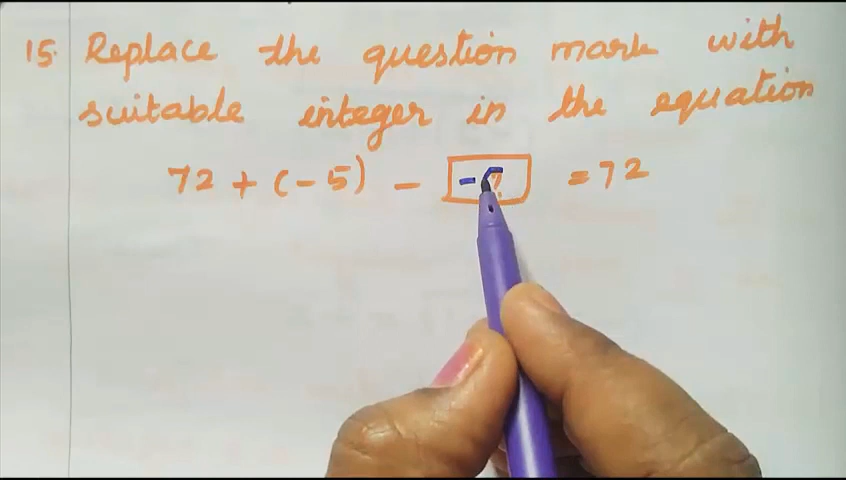 15. Replace the question mark with
suitable integer in the equation
72 + (-5) - -? = 72